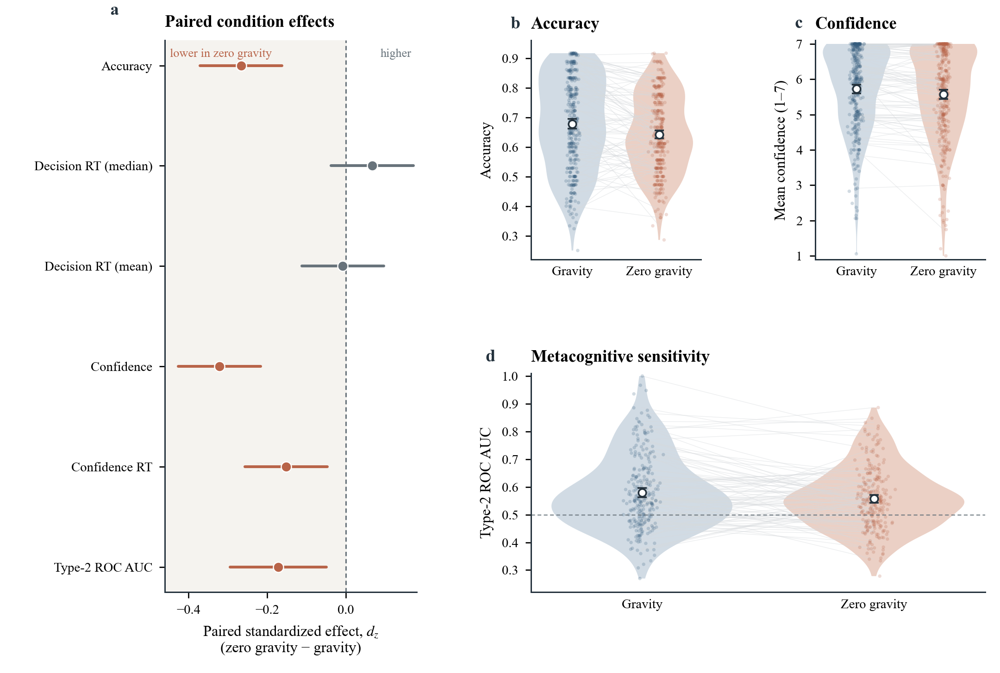 a
Paired condition effects
lower in zero gravity
higher
Accuracy
Decision RT (median)
Decision RT (mean)
Confidence
Confidence RT
Type-2 ROC AUC
−0.4
−0.2
0.0
Paired standardized effect, dz
(zero gravity − gravity)
b Accuracy
Accuracy
0.9
0.8
0.7
0.6
0.5
0.4
0.3
Gravity
Zero gravity
c Confidence
Mean confidence (1–7)
7
6
5
4
3
2
1
Gravity
Zero gravity
d Metacognitive sensitivity
Type-2 ROC AUC
1.0
0.9
0.8
0.7
0.6
0.5
0.4
0.3
Gravity
Zero gravity